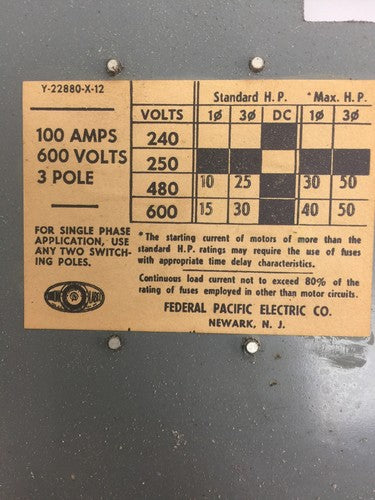 Y-22880-X-12
Standard H.P. *Max. H.P.
VOLTS 1ø 3ø DC 1ø 3ø
100 AMPS
600 VOLTS
3 POLE
240
250
480 10 25 30 50
600 15 30 40 50
FOR SINGLE PHASE
APPLICATION, USE
ANY TWO SWITCH-
ING POLES.
*The starting current of motors of more than the
standard H.P. ratings may require the use of fuses
with appropriate time delay characteristics.
Continuous load current not to exceed 80% of the
rating of fuses employed in other than motor circuits.
FEDERAL PACIFIC ELECTRIC CO.
NEWARK, N. J.